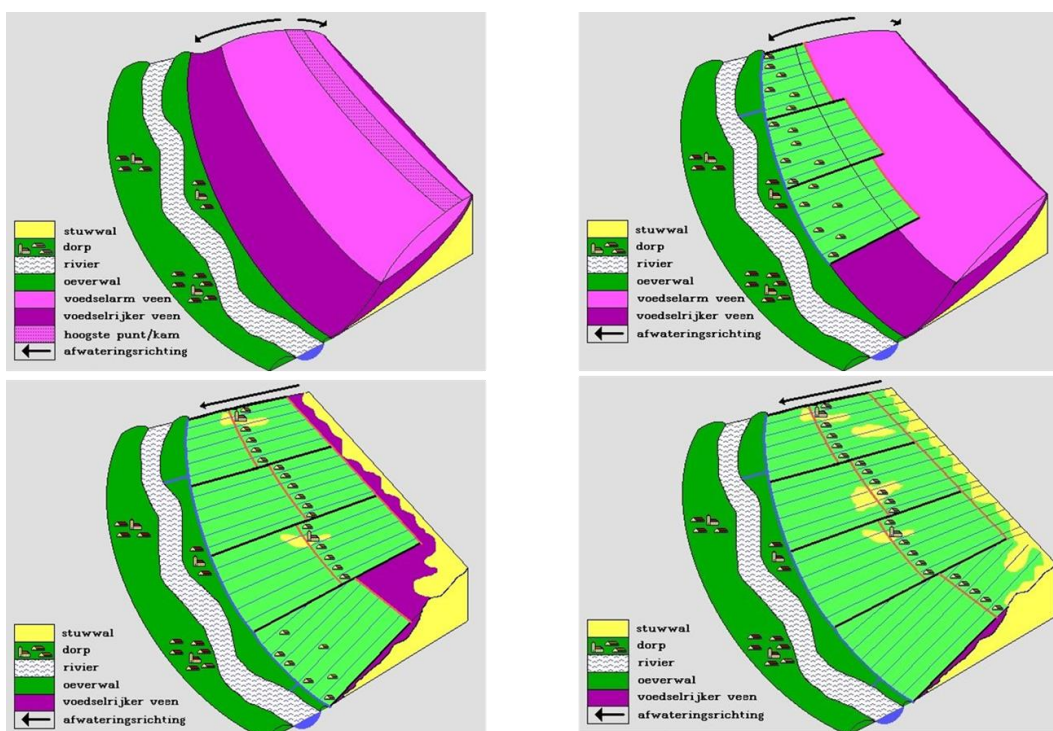 stuwwal
dorp
rivier
oeverwal
voedselarm veen
voedselrijker veen
hoogste punt/kam
afwateringsrichting
stuwwal
dorp
rivier
oeverwal
voedselarm veen
voedselrijker veen
afwateringsrichting
stuwwal
dorp
rivier
oeverwal
voedselrijker veen
afwateringsrichting
stuwwal
dorp
rivier
oeverwal
voedselrijker veen
afwateringsrichting